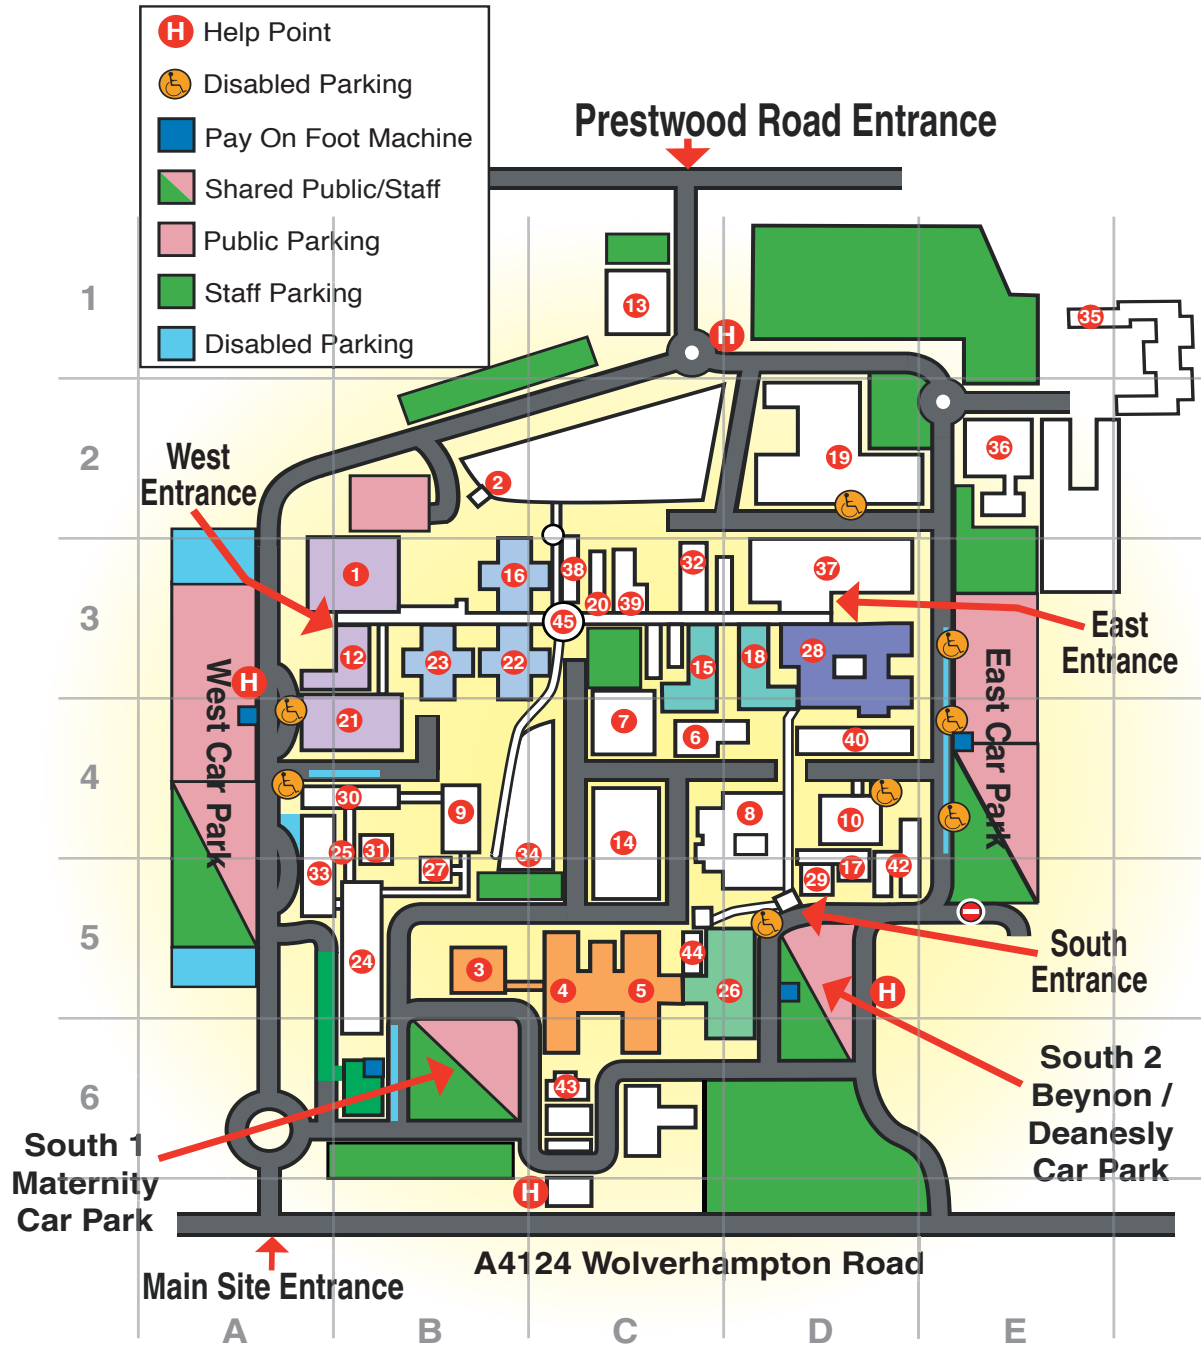 H Help Point
Disabled Parking
Pay On Foot Machine
Shared Public/Staff
Public Parking
Staff Parking
Disabled Parking
Prestwood Road Entrance
1
13
H
35
2
West
Entrance
2
19
36
3
1
16
38
20
39
32
37
45
12
23
22
15
18
28
East
Entrance
H
West Car Park
East Car Park
21
7
6
40
4
30
9
14
8
10
33
25
31
27
34
29
17
42
5
24
3
4
5
44
26
H
South
Entrance
6
43
South 1
Maternity
Car Park
South 2
Beynon /
Deanesly
Car Park
H
A4124 Wolverhampton Road
Main Site Entrance
A B C D E